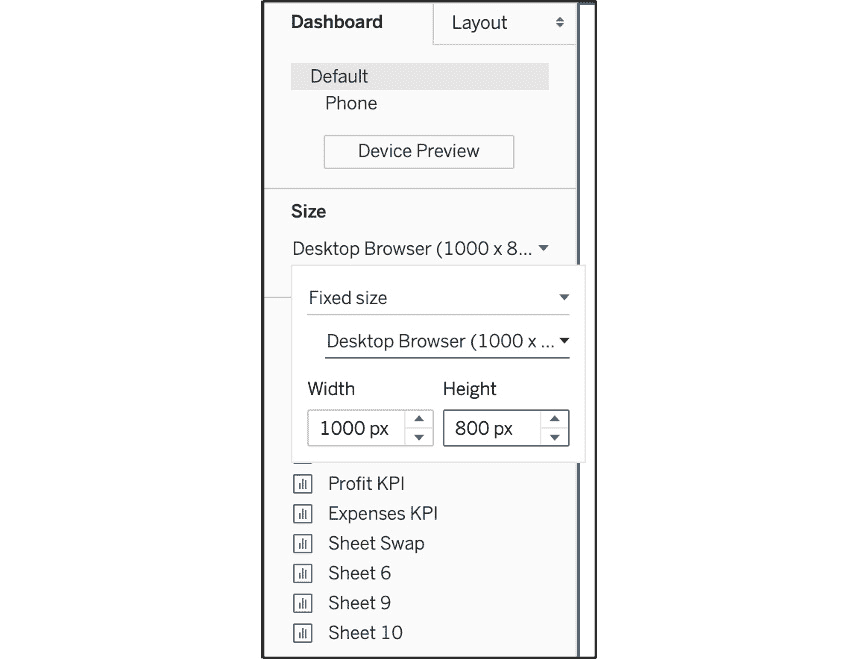 Dashboard Layout
Default
Phone
Device Preview
Size
Desktop Browser (1000 x 8...
Fixed size
Desktop Browser (1000 x ...
Width Height
1000 px 800 px
Profit KPI
Expenses KPI
Sheet Swap
Sheet 6
Sheet 9
Sheet 10